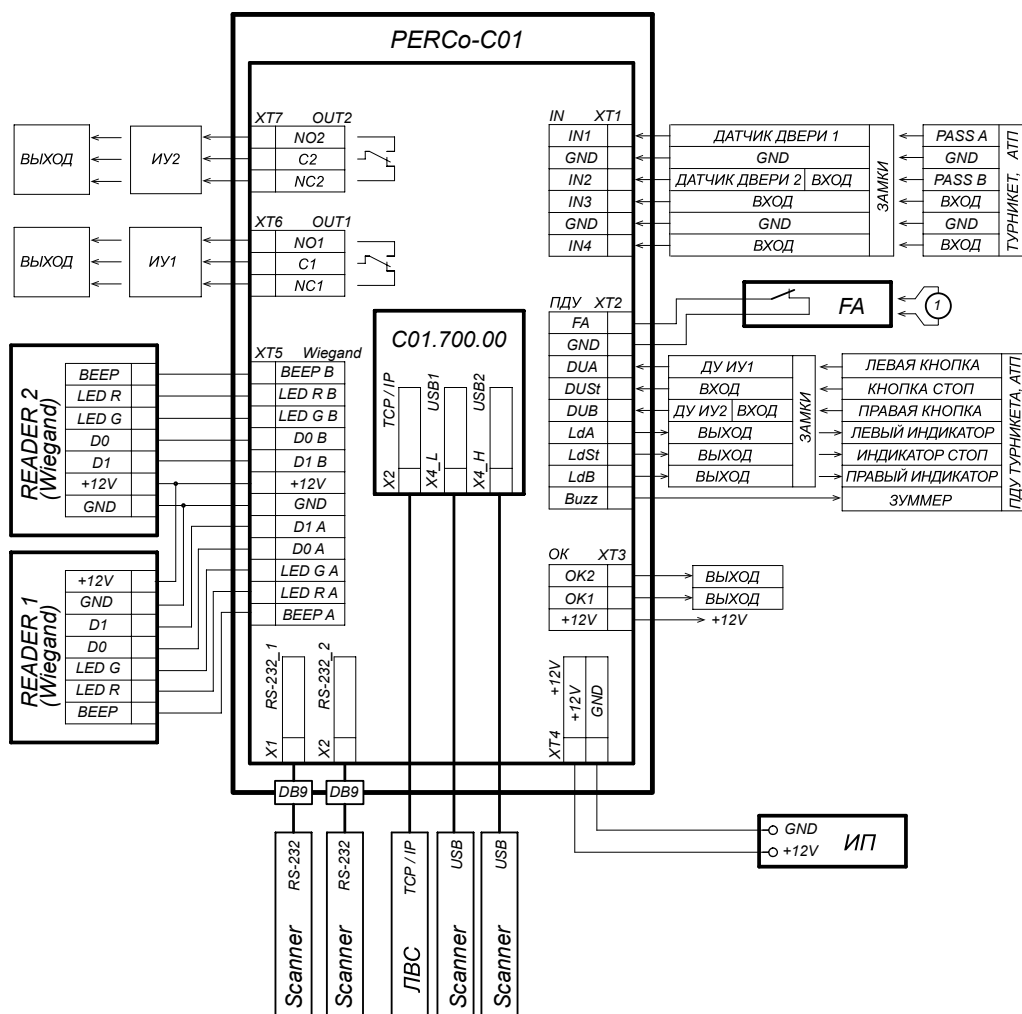 PERCo-C01
XT7 OUT2
NO2
C2
NC2
ИУ2
ВЫХОД
XT6 OUT1
NO1
C1
NC1
ИУ1
ВЫХОД
XT5 Wiegand
BEEP B
LED R B
LED G B
D0 B
D1 B
+12V
GND
D1 A
D0 A
LED G A
LED R A
BEEP A
READER 2
(Wiegand)
BEEP
LED R
LED G
D0
D1
+12V
GND
READER 1
(Wiegand)
+12V
GND
D1
D0
LED G
LED R
BEEP
C01.700.00
X2 TCP / IP
X4_L USB1
X4_H USB2
X1 RS-232_1
X2 RS-232_2
DB9
DB9
Scanner RS-232
Scanner RS-232
ЛВС TCP / IP
Scanner USB
Scanner USB
IN XT1
IN1
GND
IN2
IN3
GND
IN4
ДАТЧИК ДВЕРИ 1
GND
ДАТЧИК ДВЕРИ 2 ВХОД
ВХОД
GND
ВХОД
ЗАМКИ
PASS A
GND
PASS B
ВХОД
GND
ВХОД
ТУРНИКЕТ, АТП
ПДУ XT2
FA
GND
DUA
DUSt
DUB
LdA
LdSt
LdB
Buzz
FA
1
ДУ ИУ1
ВХОД
ДУ ИУ2 ВХОД
ВЫХОД
ВЫХОД
ВЫХОД
ЗАМКИ
ЛЕВАЯ КНОПКА
КНОПКА СТОП
ПРАВАЯ КНОПКА
ЛЕВЫЙ ИНДИКАТОР
ИНДИКАТОР СТОП
ПРАВЫЙ ИНДИКАТОР
ЗУММЕР
ПДУ ТУРНИКЕТА, АТП
ОК XT3
OK2
OK1
+12V
ВЫХОД
ВЫХОД
+12V
XT4 +12V
+12V
GND
GND
+12V
ИП